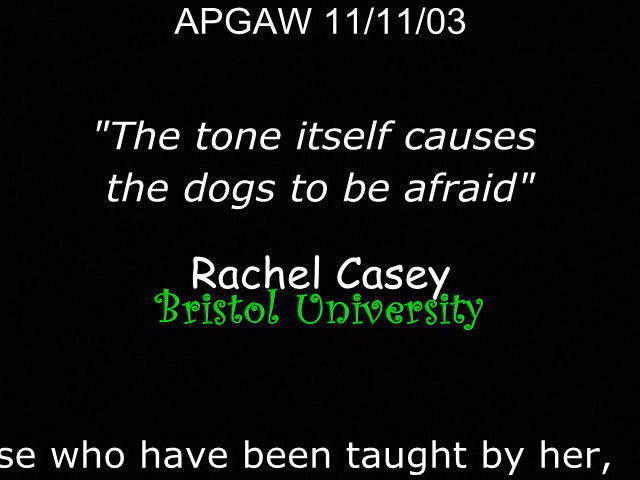 APGAW 11/11/03
"The tone itself causes
the dogs to be afraid"
Rachel Casey
Bristol University
se who have been taught by her,